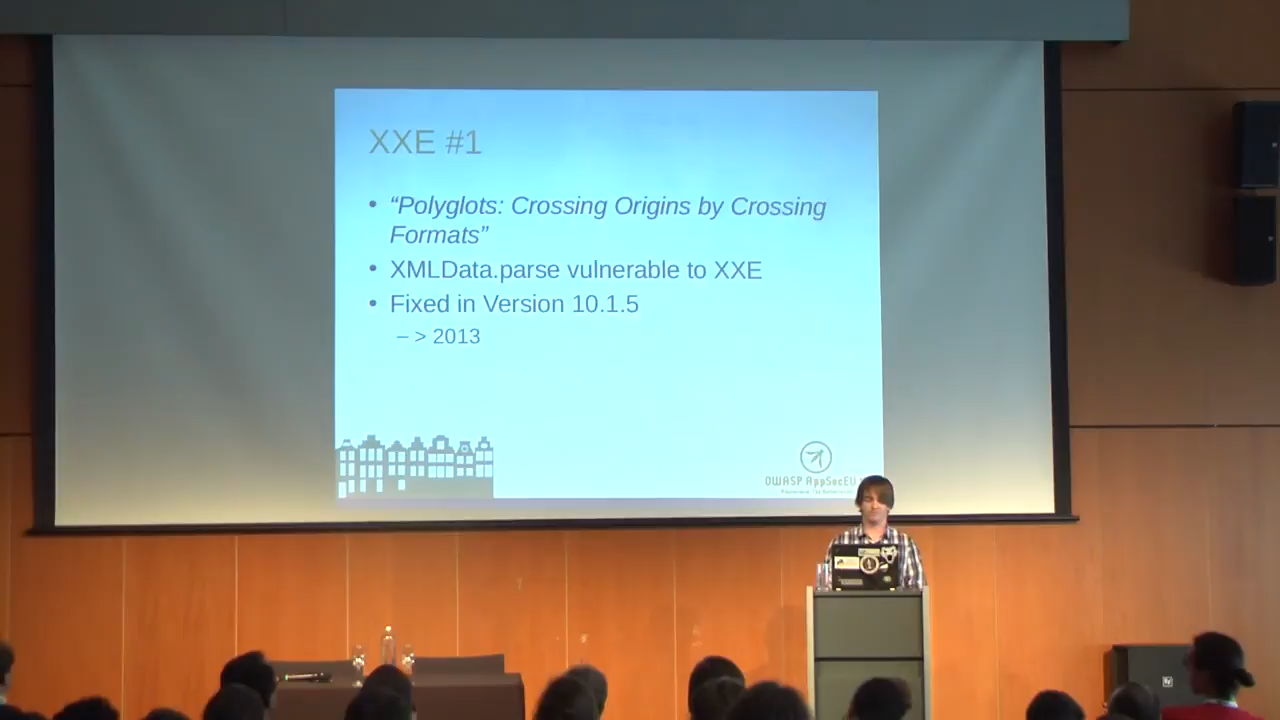 XXE #1
• “Polyglots: Crossing Origins by Crossing
Formats”
• XMLData.parse vulnerable to XXE
• Fixed in Version 10.1.5
– > 2013
OWASP AppSecEU